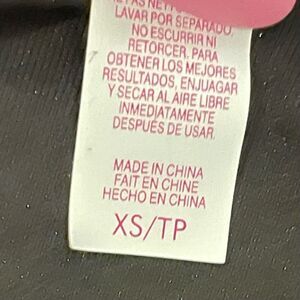 LAVAR POR SEPARADO,
NO ESCURRIR NI
RETORCER. PARA
OBTENER LOS MEJORES
RESULTADOS, ENJUAGAR
Y SECAR AL AIRE LIBRE
INMEDIATAMENTE
DESPUÉS DE USAR.
MADE IN CHINA
FAIT EN CHINE
HECHO EN CHINA
XS/TP